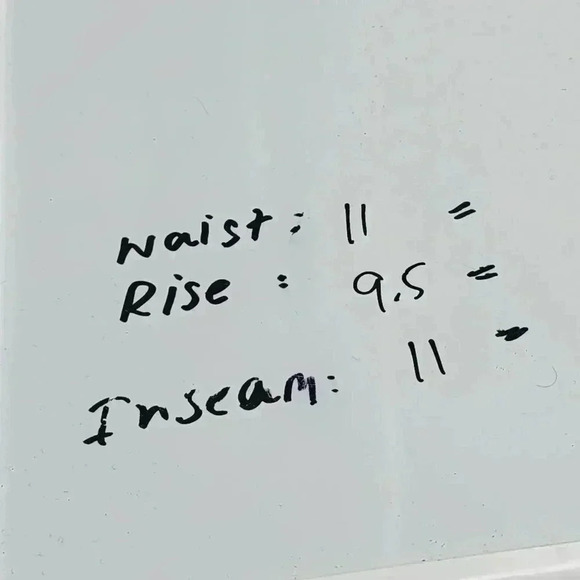 Waist: 11 "
Rise: 9.5 "
Inseam: 11 "